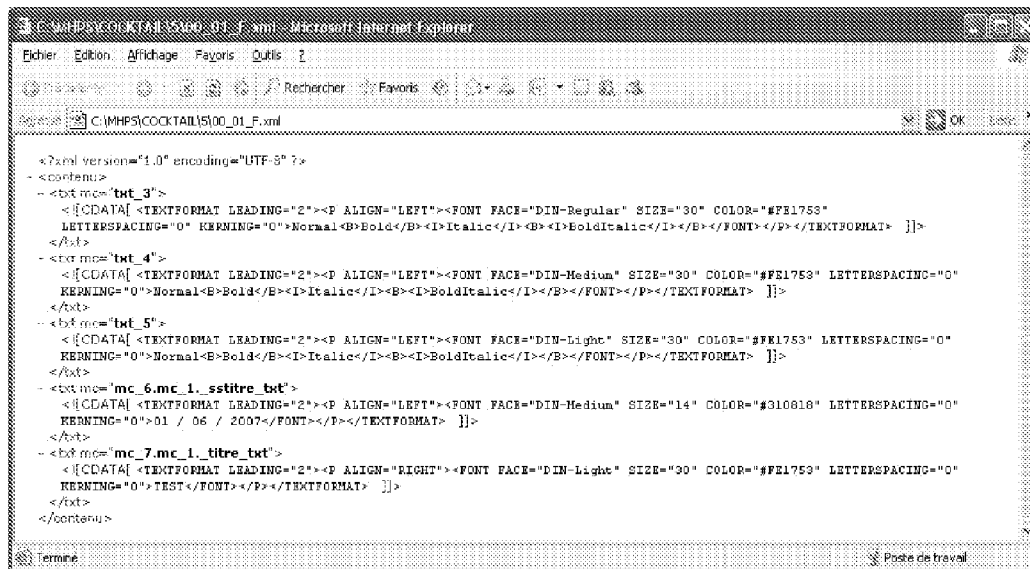 C:\MHPS\COCKTAIL\5\00_01_F.xml - Microsoft Internet Explorer
Fichier Edition Affichage Favoris Outils ?
Rechercher Favoris
C:\MHPS\COCKTAIL\5\00_01_F.xml OK
<?xml version="1.0" encoding="UTF-8" ?>
- <contenu>
- <txt mc="txt_3">
<![CDATA[ <TEXTFORMAT LEADING="2"><P ALIGN="LEFT"><FONT FACE="DIN-Regular" SIZE="30" COLOR="#FE1753"
LETTERSPACING="0" KERNING="0">Normal<B>Bold</B><I>Italic</I><B><I>BoldItalic</I></B></FONT></P></TEXTFORMAT> ]]>
</txt>
- <txt mc="txt_4">
<![CDATA[ <TEXTFORMAT LEADING="2"><P ALIGN="LEFT"><FONT FACE="DIN-Medium" SIZE="30" COLOR="#FE1753" LETTERSPACING="0"
KERNING="0">Normal<B>Bold</B><I>Italic</I><B><I>BoldItalic</I></B></FONT></P></TEXTFORMAT> ]]>
</txt>
- <txt mc="txt_5">
<![CDATA[ <TEXTFORMAT LEADING="2"><P ALIGN="LEFT"><FONT FACE="DIN-Light" SIZE="30" COLOR="#FE1753" LETTERSPACING="0"
KERNING="0">Normal<B>Bold</B><I>Italic</I><B><I>BoldItalic</I></B></FONT></P></TEXTFORMAT> ]]>
</txt>
- <txt mc="mc_6.mc_1._sstitre_txt">
<![CDATA[ <TEXTFORMAT LEADING="2"><P ALIGN="LEFT"><FONT FACE="DIN-Medium" SIZE="14" COLOR="#310818" LETTERSPACING="0"
KERNING="0">01 / 06 / 2007</FONT></P></TEXTFORMAT> ]]>
</txt>
- <txt mc="mc_7.mc_1._titre_txt">
<![CDATA[ <TEXTFORMAT LEADING="2"><P ALIGN="RIGHT"><FONT FACE="DIN-Light" SIZE="30" COLOR="#FE1753" LETTERSPACING="0"
KERNING="0">TEST</FONT></P></TEXTFORMAT> ]]>
</txt>
</contenu>
Terminé Poste de travail